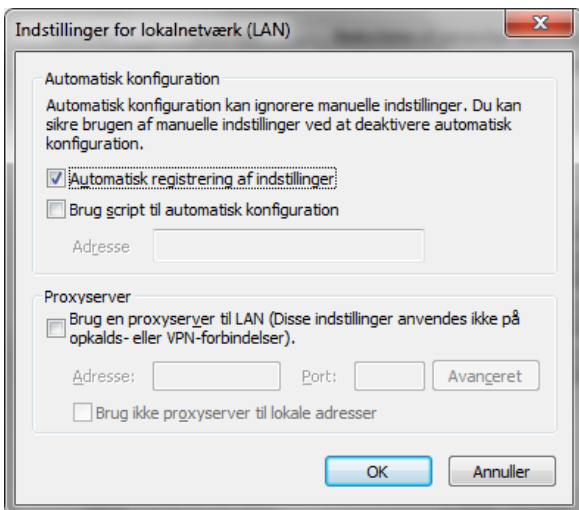 Indstillinger for lokalnetværk (LAN)
Automatisk konfiguration
Automatisk konfiguration kan ignorere manuelle indstillinger. Du kan
sikre brugen af manuelle indstillinger ved at deaktivere automatisk
konfiguration.
Automatisk registrering af indstillinger
Brug script til automatisk konfiguration
Adresse
Proxyserver
Brug en proxyserver til LAN (Disse indstillinger anvendes ikke på
opkalds- eller VPN-forbindelser).
Adresse: Port: Avanceret
Brug ikke proxyserver til lokale adresser
OK Annuller